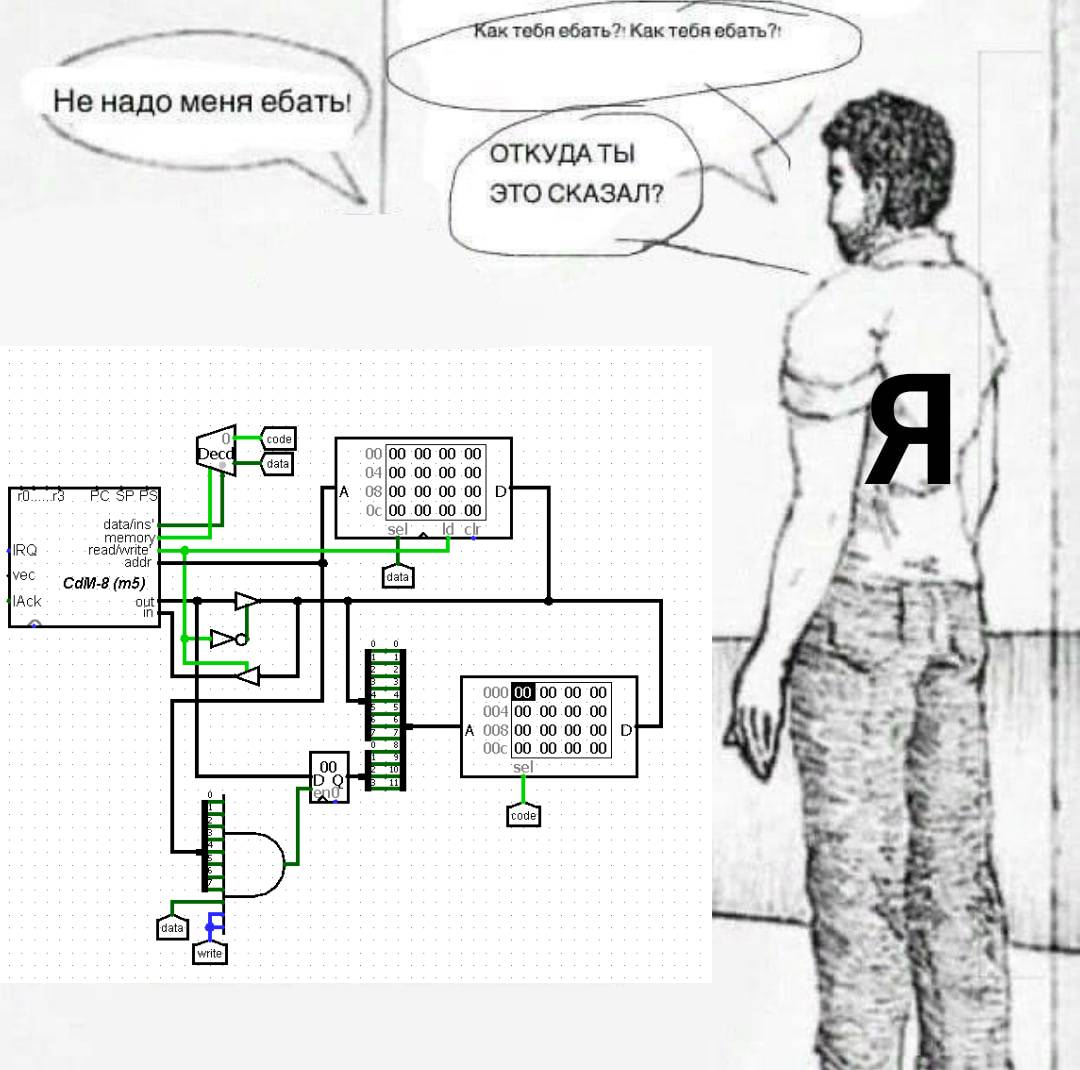 Как тебя ебать?! Как тебя ебать?!
Не надо меня ебать!
ОТКУДА ТЫ
ЭТО СКАЗАЛ?
Я
0
code
Decd
data
r0......r3 PC SP PS
data/ins'
memory
IRQ
read/write'
addr
vec
CdM-8 (m5)
IAck
out
in
00 00 00 00 00
04 00 00 00 00
A 08 00 00 00 00 D
0c 00 00 00 00
sel ld clr
data
0 0
1 1
2 2
3 3
4 4
5 5
6 6
7 7
0 8
1 9
2 10
3 11
000 00 00 00 00
004 00 00 00 00
A 008 00 00 00 00 D
00c 00 00 00 00
sel
code
00
D Q
en 0
0
1
2
3
4
5
6
7
data
write